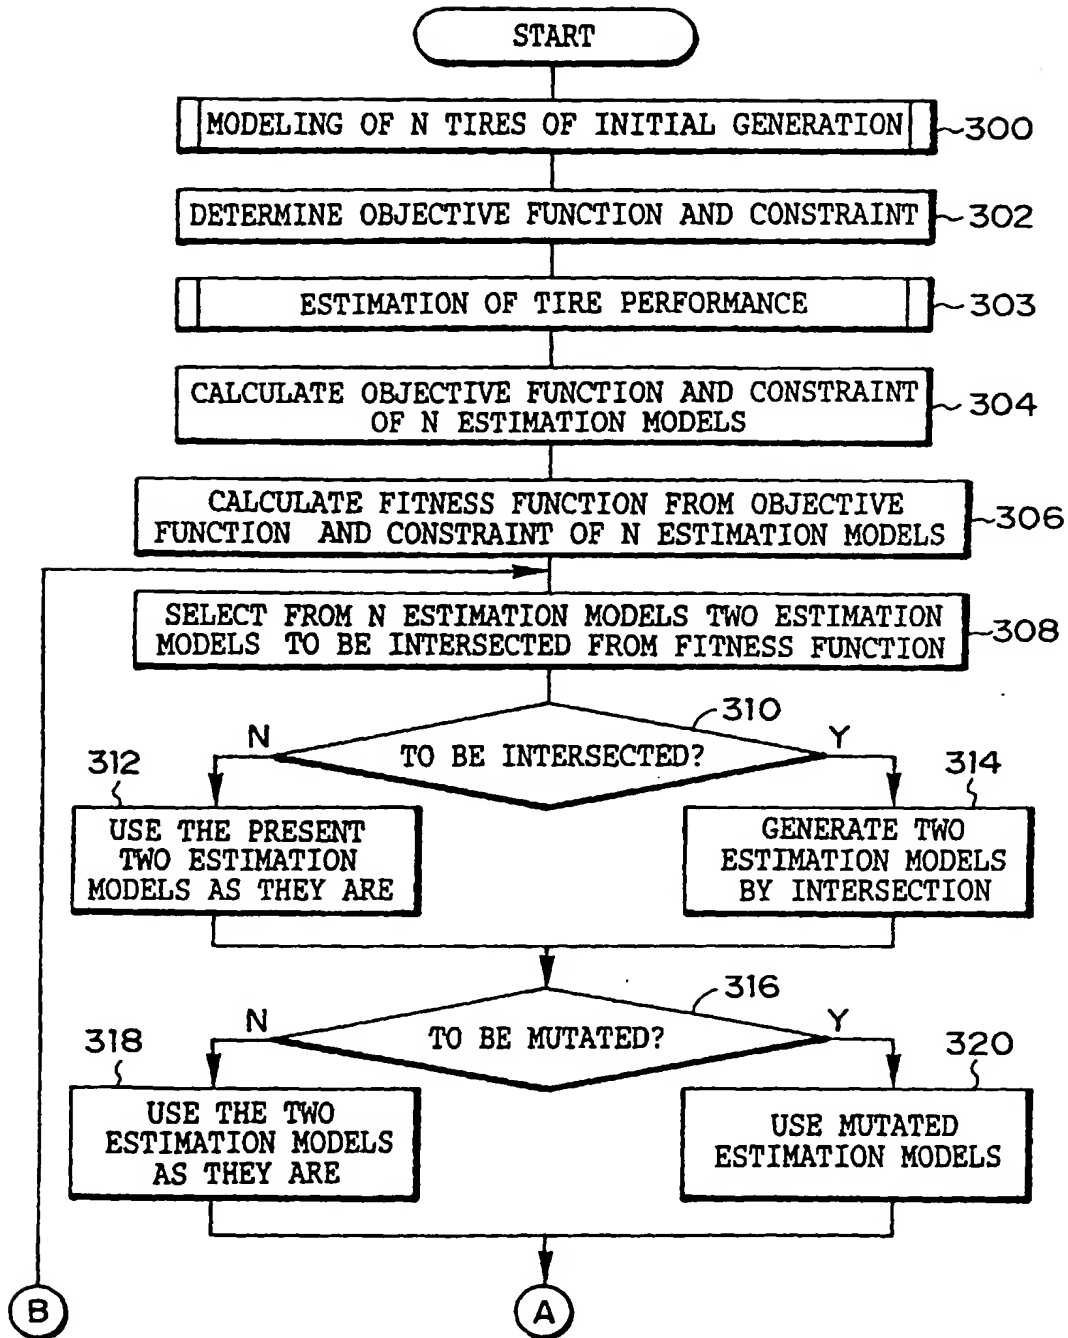 START
MODELING OF N TIRES OF INITIAL GENERATION
300
DETERMINE OBJECTIVE FUNCTION AND CONSTRAINT
302
ESTIMATION OF TIRE PERFORMANCE
303
CALCULATE OBJECTIVE FUNCTION AND CONSTRAINT
OF N ESTIMATION MODELS
304
CALCULATE FITNESS FUNCTION FROM OBJECTIVE
FUNCTION AND CONSTRAINT OF N ESTIMATION MODELS
306
SELECT FROM N ESTIMATION MODELS TWO ESTIMATION
MODELS TO BE INTERSECTED FROM FITNESS FUNCTION
308
310
N
TO BE INTERSECTED?
Y
312
USE THE PRESENT
TWO ESTIMATION
MODELS AS THEY ARE
314
GENERATE TWO
ESTIMATION MODELS
BY INTERSECTION
316
N
TO BE MUTATED?
Y
318
USE THE TWO
ESTIMATION MODELS
AS THEY ARE
320
USE MUTATED
ESTIMATION MODELS
B
A